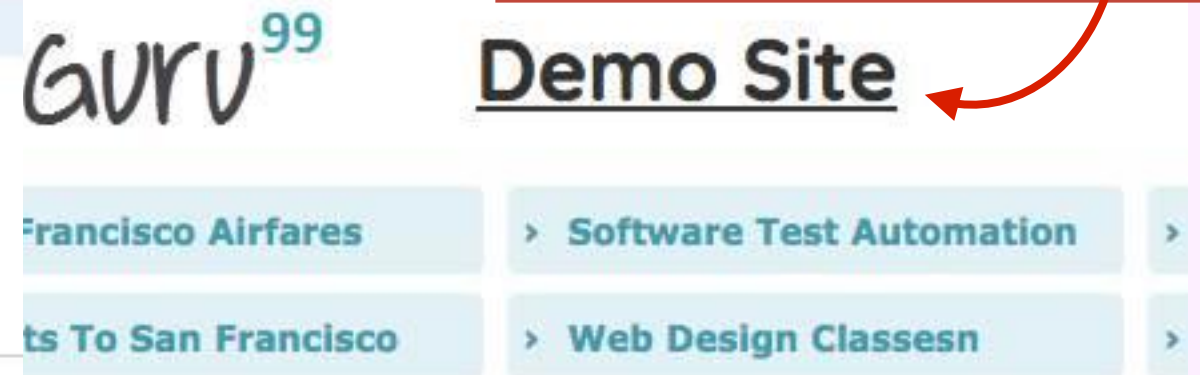 Guru99 Demo Site
Francisco Airfares › Software Test Automation ›
ts To San Francisco › Web Design Classesn ›